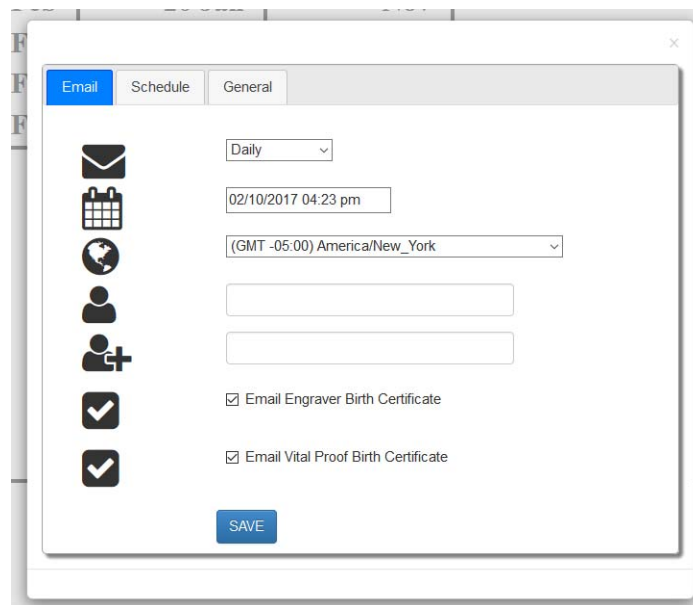 ×
Email Schedule General
Daily
02/10/2017 04:23 pm
(GMT -05:00) America/New_York
Email Engraver Birth Certificate
Email Vital Proof Birth Certificate
SAVE